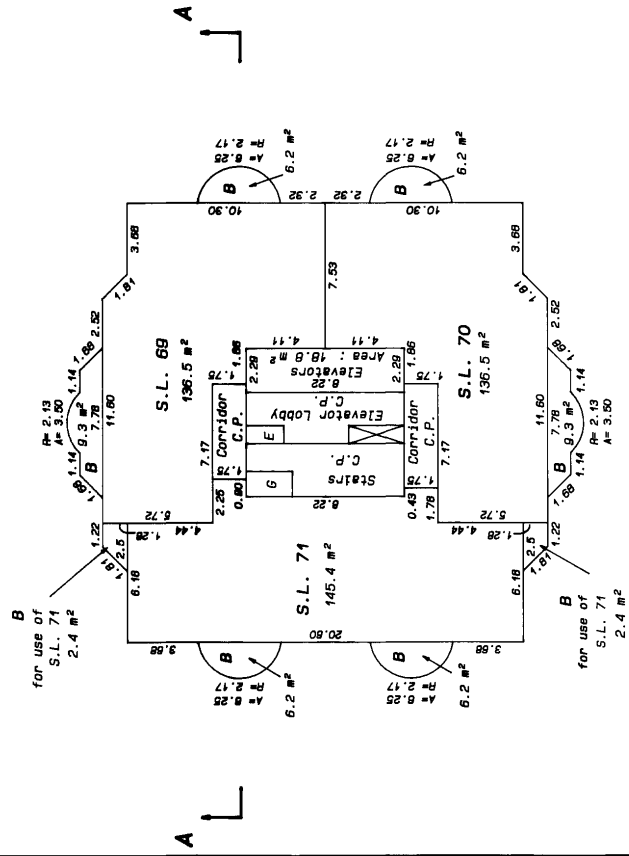 A
A
R= 2.17
A= 6.25
6.2 m²
B
10.30
2.32
2.32
10.30
B
R= 2.17
A= 6.25
6.2 m²
3.68
1.81
2.52
1.68
1.14
R= 2.13
A= 3.50
9.3 m²
7.78
11.60
1.14
B
1.68
1.22
S.L. 69
136.5 m²
7.53
4.11
4.11
1.86
1.75
2.29
Elevators
Area : 18.8 m²
8.22
2.29
1.86
1.75
Corridor
C.P.
7.17
1.75
Elevator Lobby
C.P.
E
Stairs
C.P.
G
8.22
Corridor
C.P.
1.75
7.17
S.L. 70
136.5 m²
3.68
1.81
2.52
1.68
1.14
R= 2.13
A= 3.50
9.3 m²
7.78
11.60
1.14
B
1.68
1.22
5.72
4.44
1.28
2.5
1.81
2.25
0.80
6.18
0.43
1.78
5.72
4.44
1.28
2.5
1.81
6.18
S.L. 71
145.4 m²
B
for use of
S.L. 71
2.4 m²
B
for use of
S.L. 71
2.4 m²
3.68
20.80
3.68
B
R= 2.17
A= 6.25
6.2 m²
B
R= 2.17
A= 6.25
6.2 m²